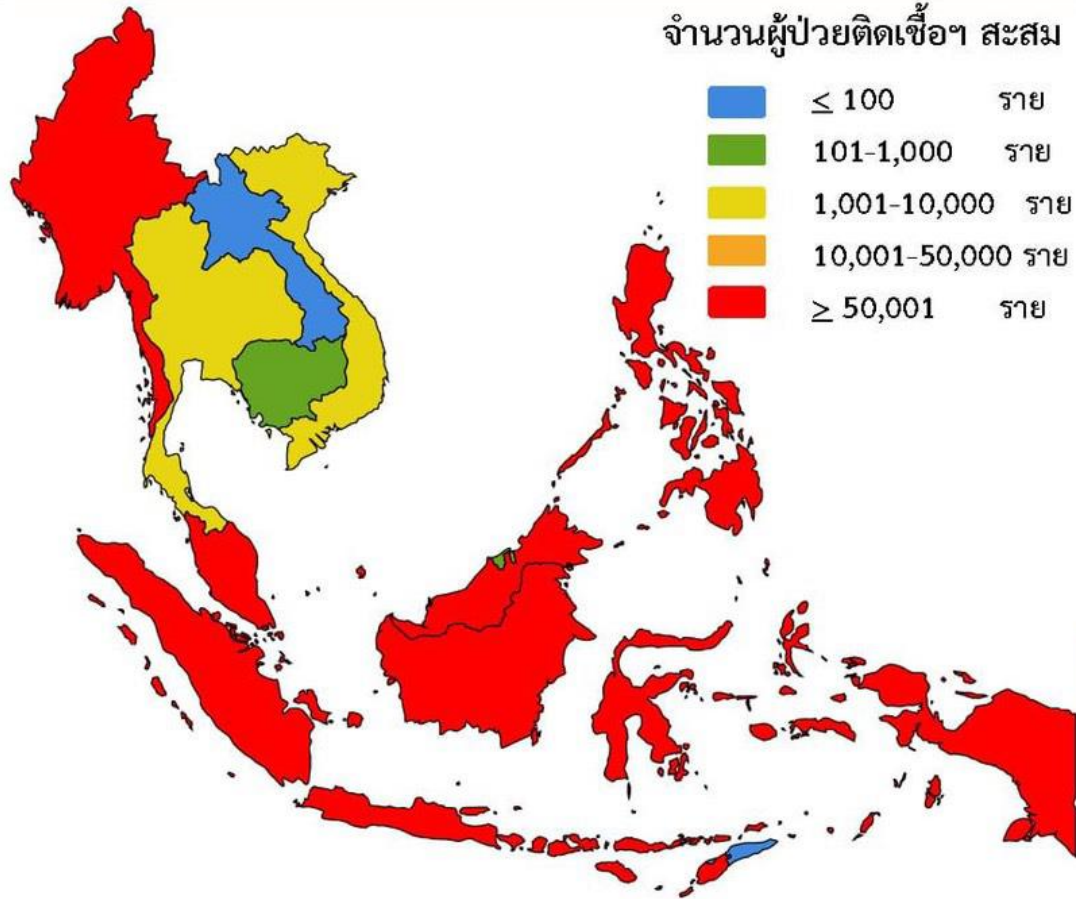 จำนวนผู้ป่วยติดเชื้อฯ สะสม
≤ 100 ราย
101-1,000 ราย
1,001-10,000 ราย
10,001-50,000 ราย
≥ 50,001 ราย